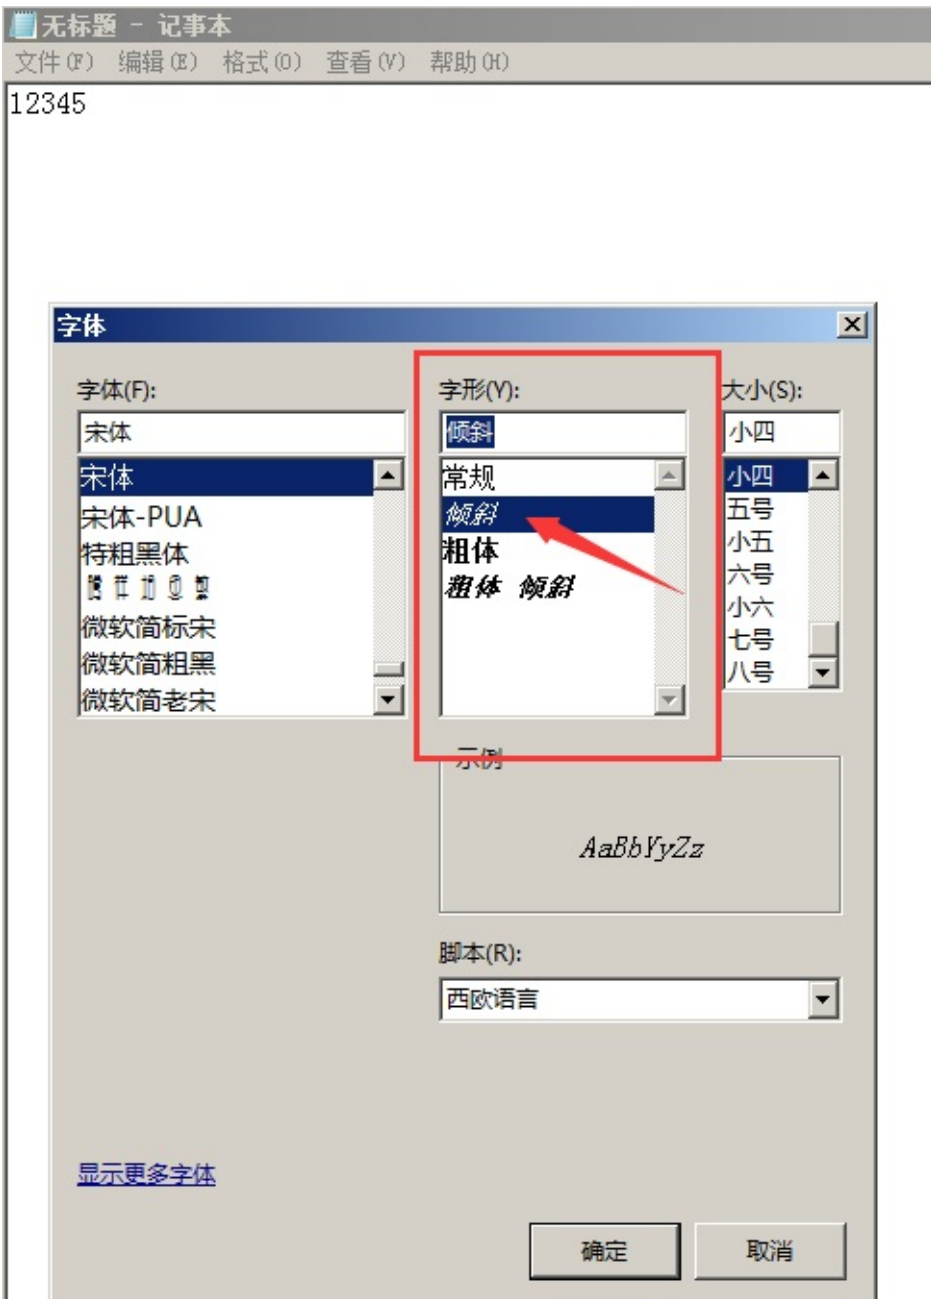 无标题 - 记事本
文件(F) 编辑(E) 格式(O) 查看(V) 帮助(H)
12345
字体
字体(F):
宋体
宋体
宋体-PUA
特粗黑体
微软简标宋
微软简粗黑
微软简老宋
字形(Y):
倾斜
常规
倾斜
粗体
粗体 倾斜
大小(S):
小四
小四
五号
小五
六号
小六
七号
八号
示例
AaBbYyZz
脚本(R):
西欧语言
显示更多字体
确定
取消